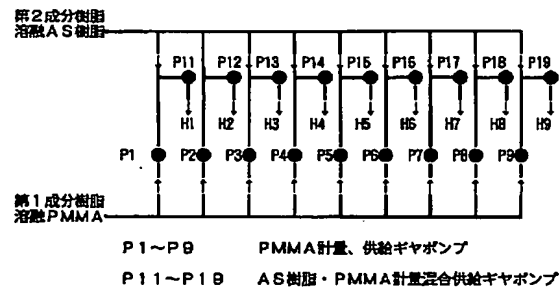 第2成分樹脂
溶融AS樹脂
P11 P12 P13 P14 P15 P16 P17 P18 P19
H1 H2 H3 H4 H5 H6 H7 H8 H9
P1 P2 P3 P4 P5 P6 P7 P8 P9
第1成分樹脂
溶融PMMA
P1~P9 PMMA計量、供給ギヤポンプ
P11~P19 AS樹脂・PMMA計量混合供給ギヤポンプ